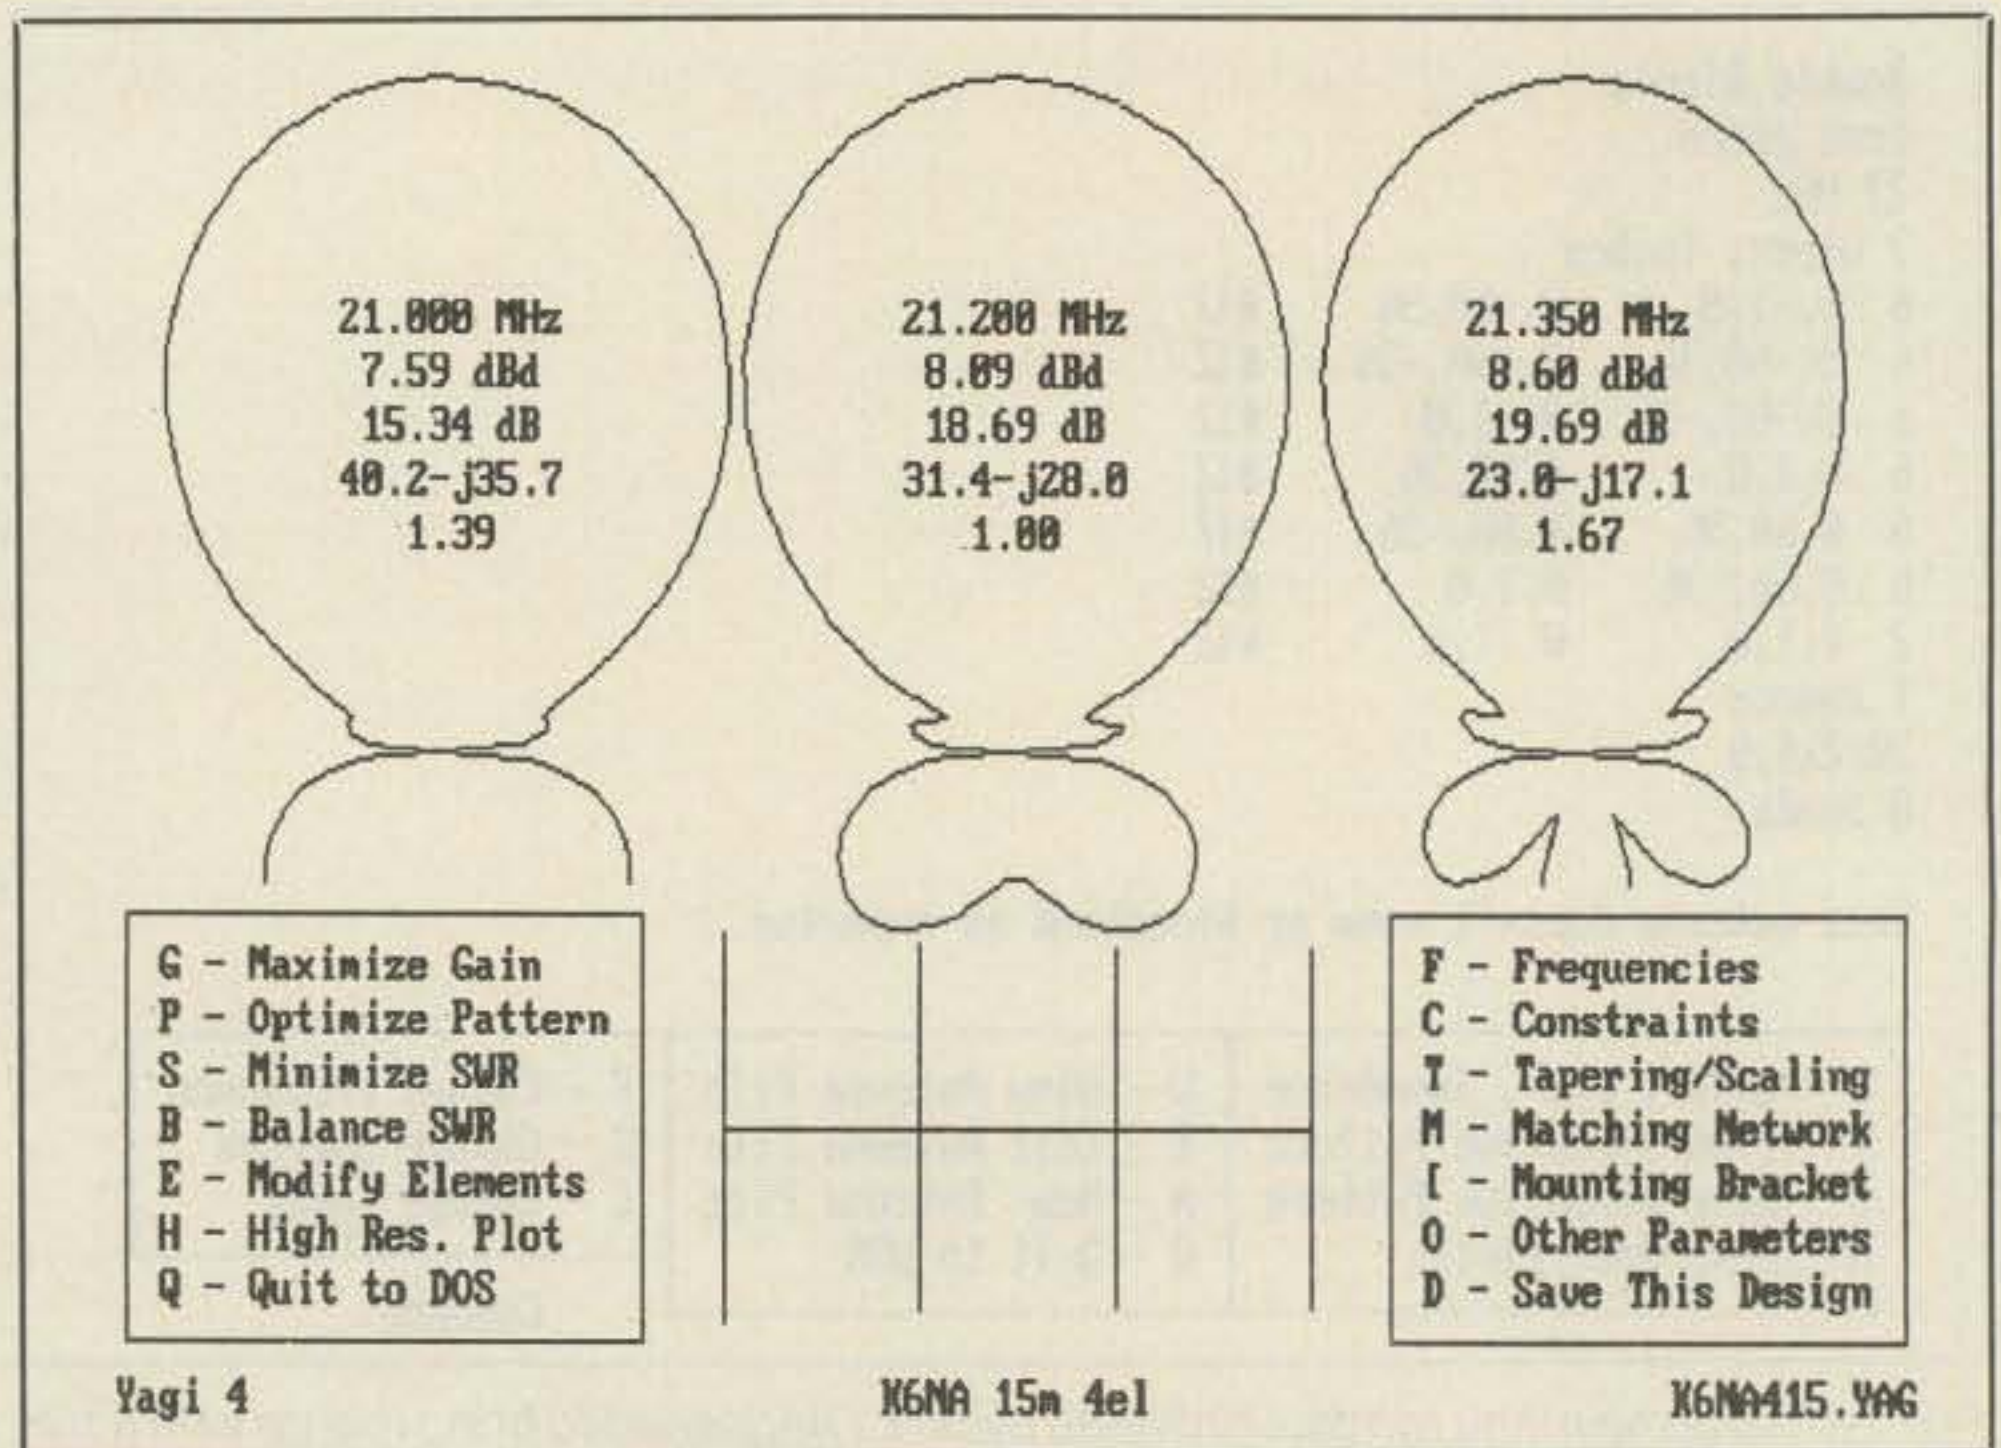 21.000 MHz
7.59 dBd
15.34 dB
40.2-j35.7
1.39
21.200 MHz
8.09 dBd
18.69 dB
31.4-j28.0
1.00
21.350 MHz
8.60 dBd
19.69 dB
23.0-j17.1
1.67
G - Maximize Gain
P - Optimize Pattern
S - Minimize SWR
B - Balance SWR
E - Modify Elements
H - High Res. Plot
Q - Quit to DOS
F - Frequencies
C - Constraints
T - Tapering/Scaling
M - Matching Network
[ - Mounting Bracket
O - Other Parameters
D - Save This Design
Yagi 4
K6NA 15m 4el
K6NA415.YAG